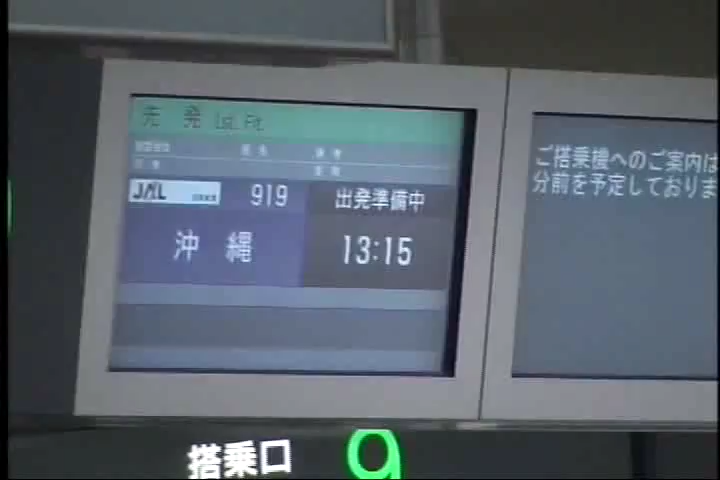 先発 1st. Flt.
JAL 919 出発準備中
沖縄 13:15
ご搭乗機へのご案内は
分前を予定しておりま
搭乗口 9